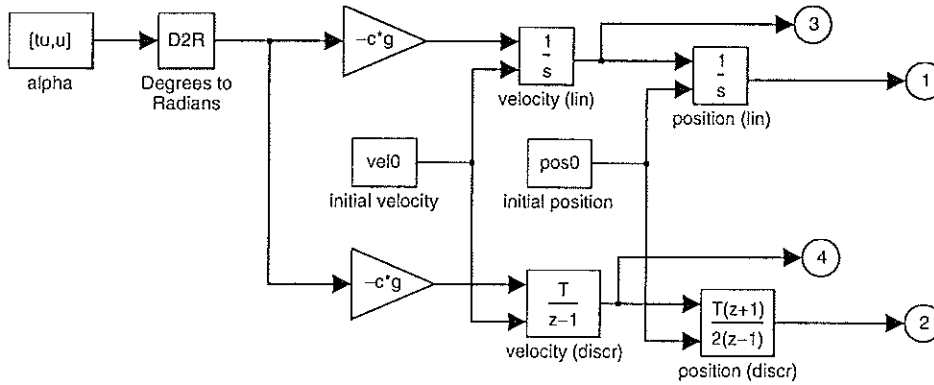 [tu,u]
alpha
D2R
Degrees to
Radians
-c*g
1
s
velocity (lin)
3
1
s
position (lin)
1
vel0
initial velocity
pos0
initial position
-c*g
T
z-1
velocity (discr)
4
T(z+1)
2(z-1)
position (discr)
2